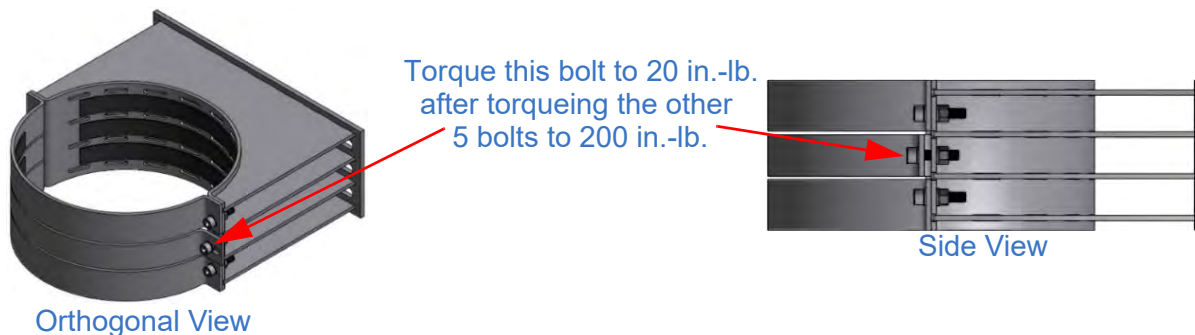 Torque this bolt to 20 in.-lb.
after torqueing the other
5 bolts to 200 in.-lb.
Side View
Orthogonal View